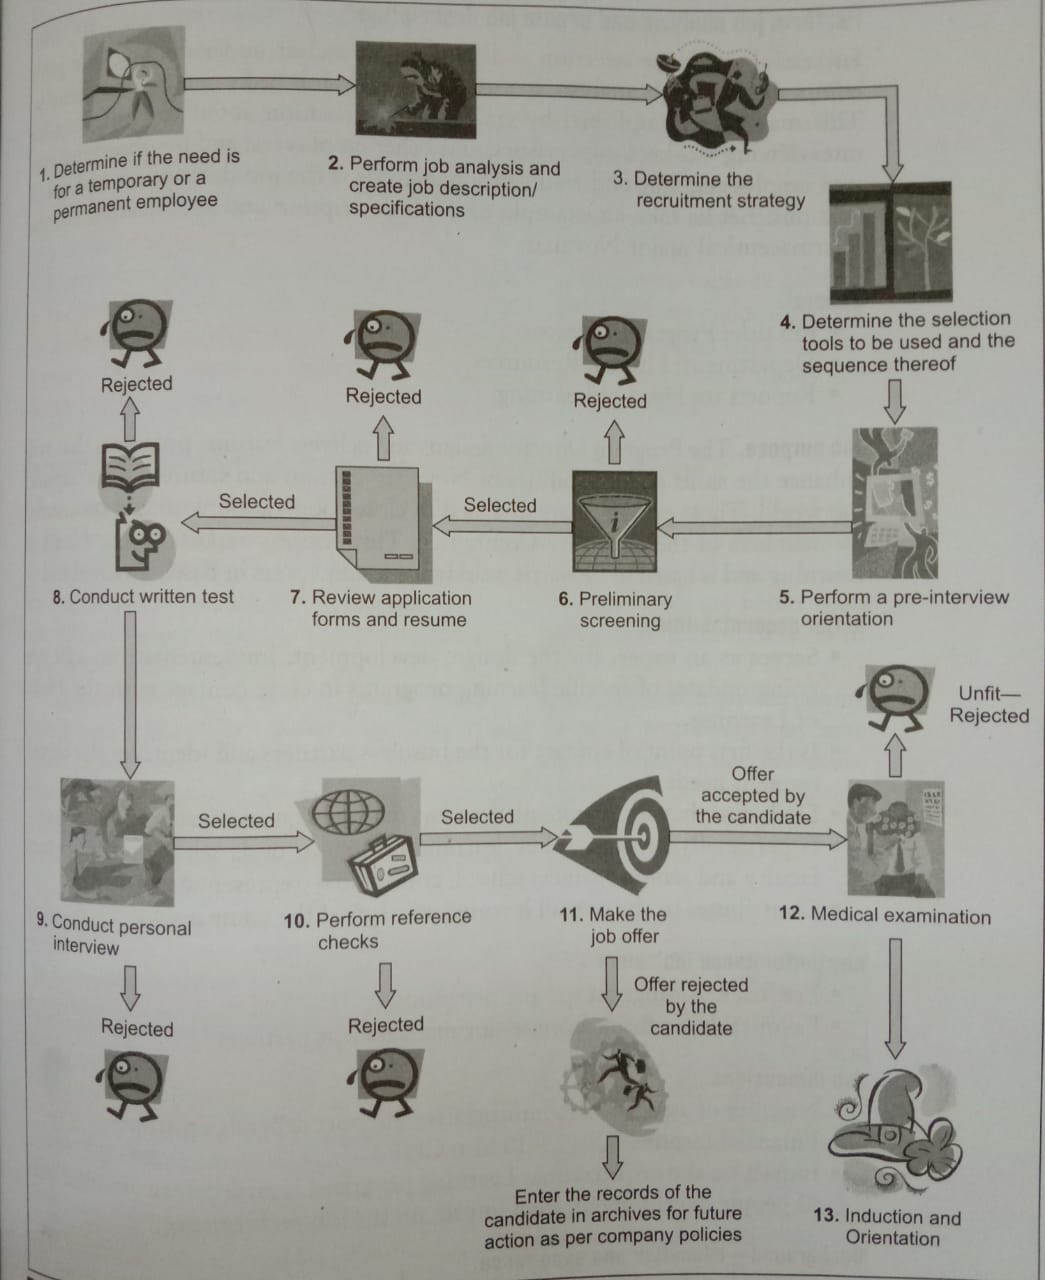 1. Determine if the need is
for a temporary or a
permanent employee
2. Perform job analysis and
create job description/
specifications
3. Determine the
recruitment strategy
4. Determine the selection
tools to be used and the
sequence thereof
Rejected
Rejected
Rejected
Selected
Selected
8. Conduct written test
7. Review application
forms and resume
6. Preliminary
screening
5. Perform a pre-interview
orientation
Unfit—
Rejected
Selected
Selected
Offer
accepted by
the candidate
9. Conduct personal
interview
10. Perform reference
checks
11. Make the
job offer
12. Medical examination
Rejected
Rejected
Offer rejected
by the
candidate
Enter the records of the
candidate in archives for future
action as per company policies
13. Induction and
Orientation